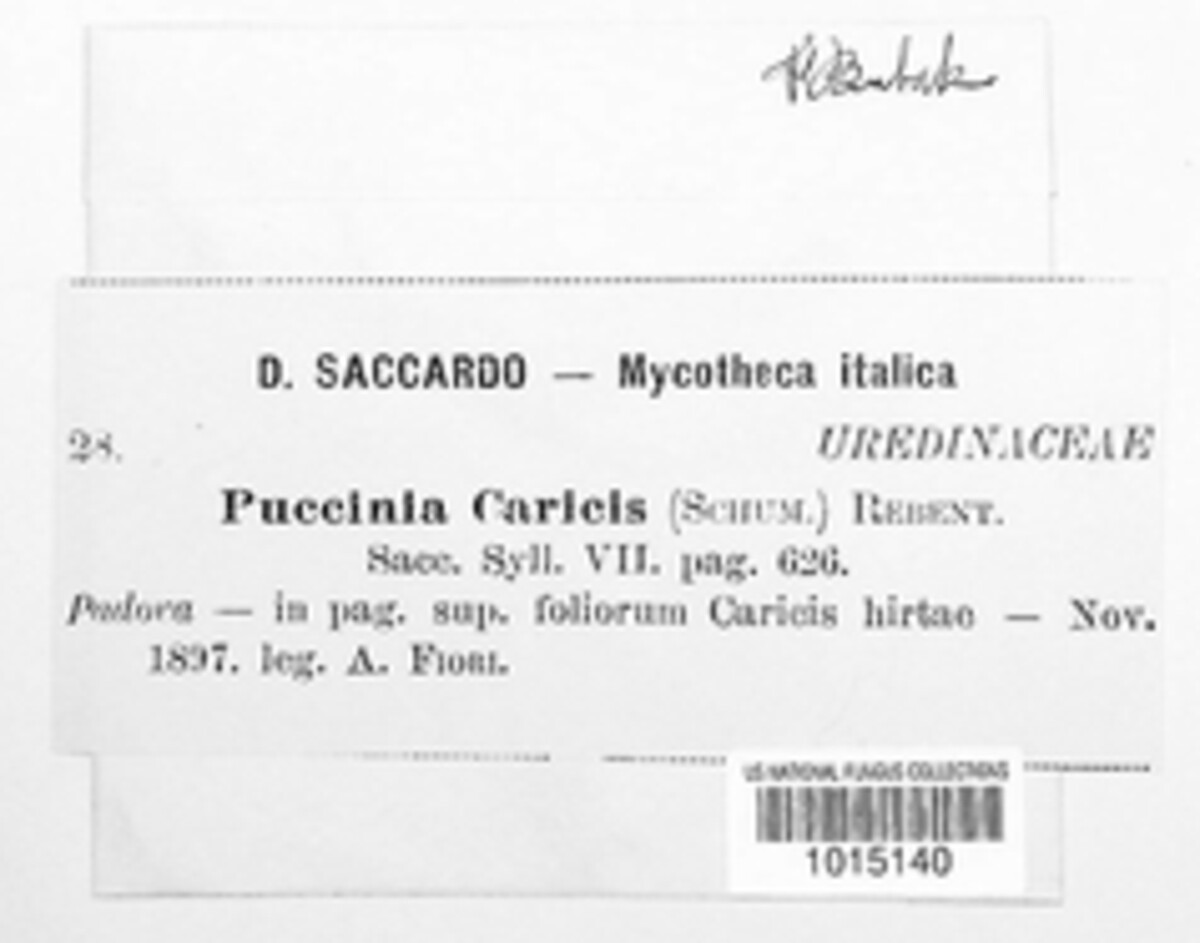 D. SACCARDO — Mycotheca italica
28. UREDINACEAE
Puccinia Caricis (SCHUM.) REBENT.
Sacc. Syll. VII. pag. 626.
Padova — in pag. sup. foliorum Caricis hirtae — Nov.
1897. leg. A. FIORI.
US NATIONAL FUNGUS COLLECTIONS
1015140